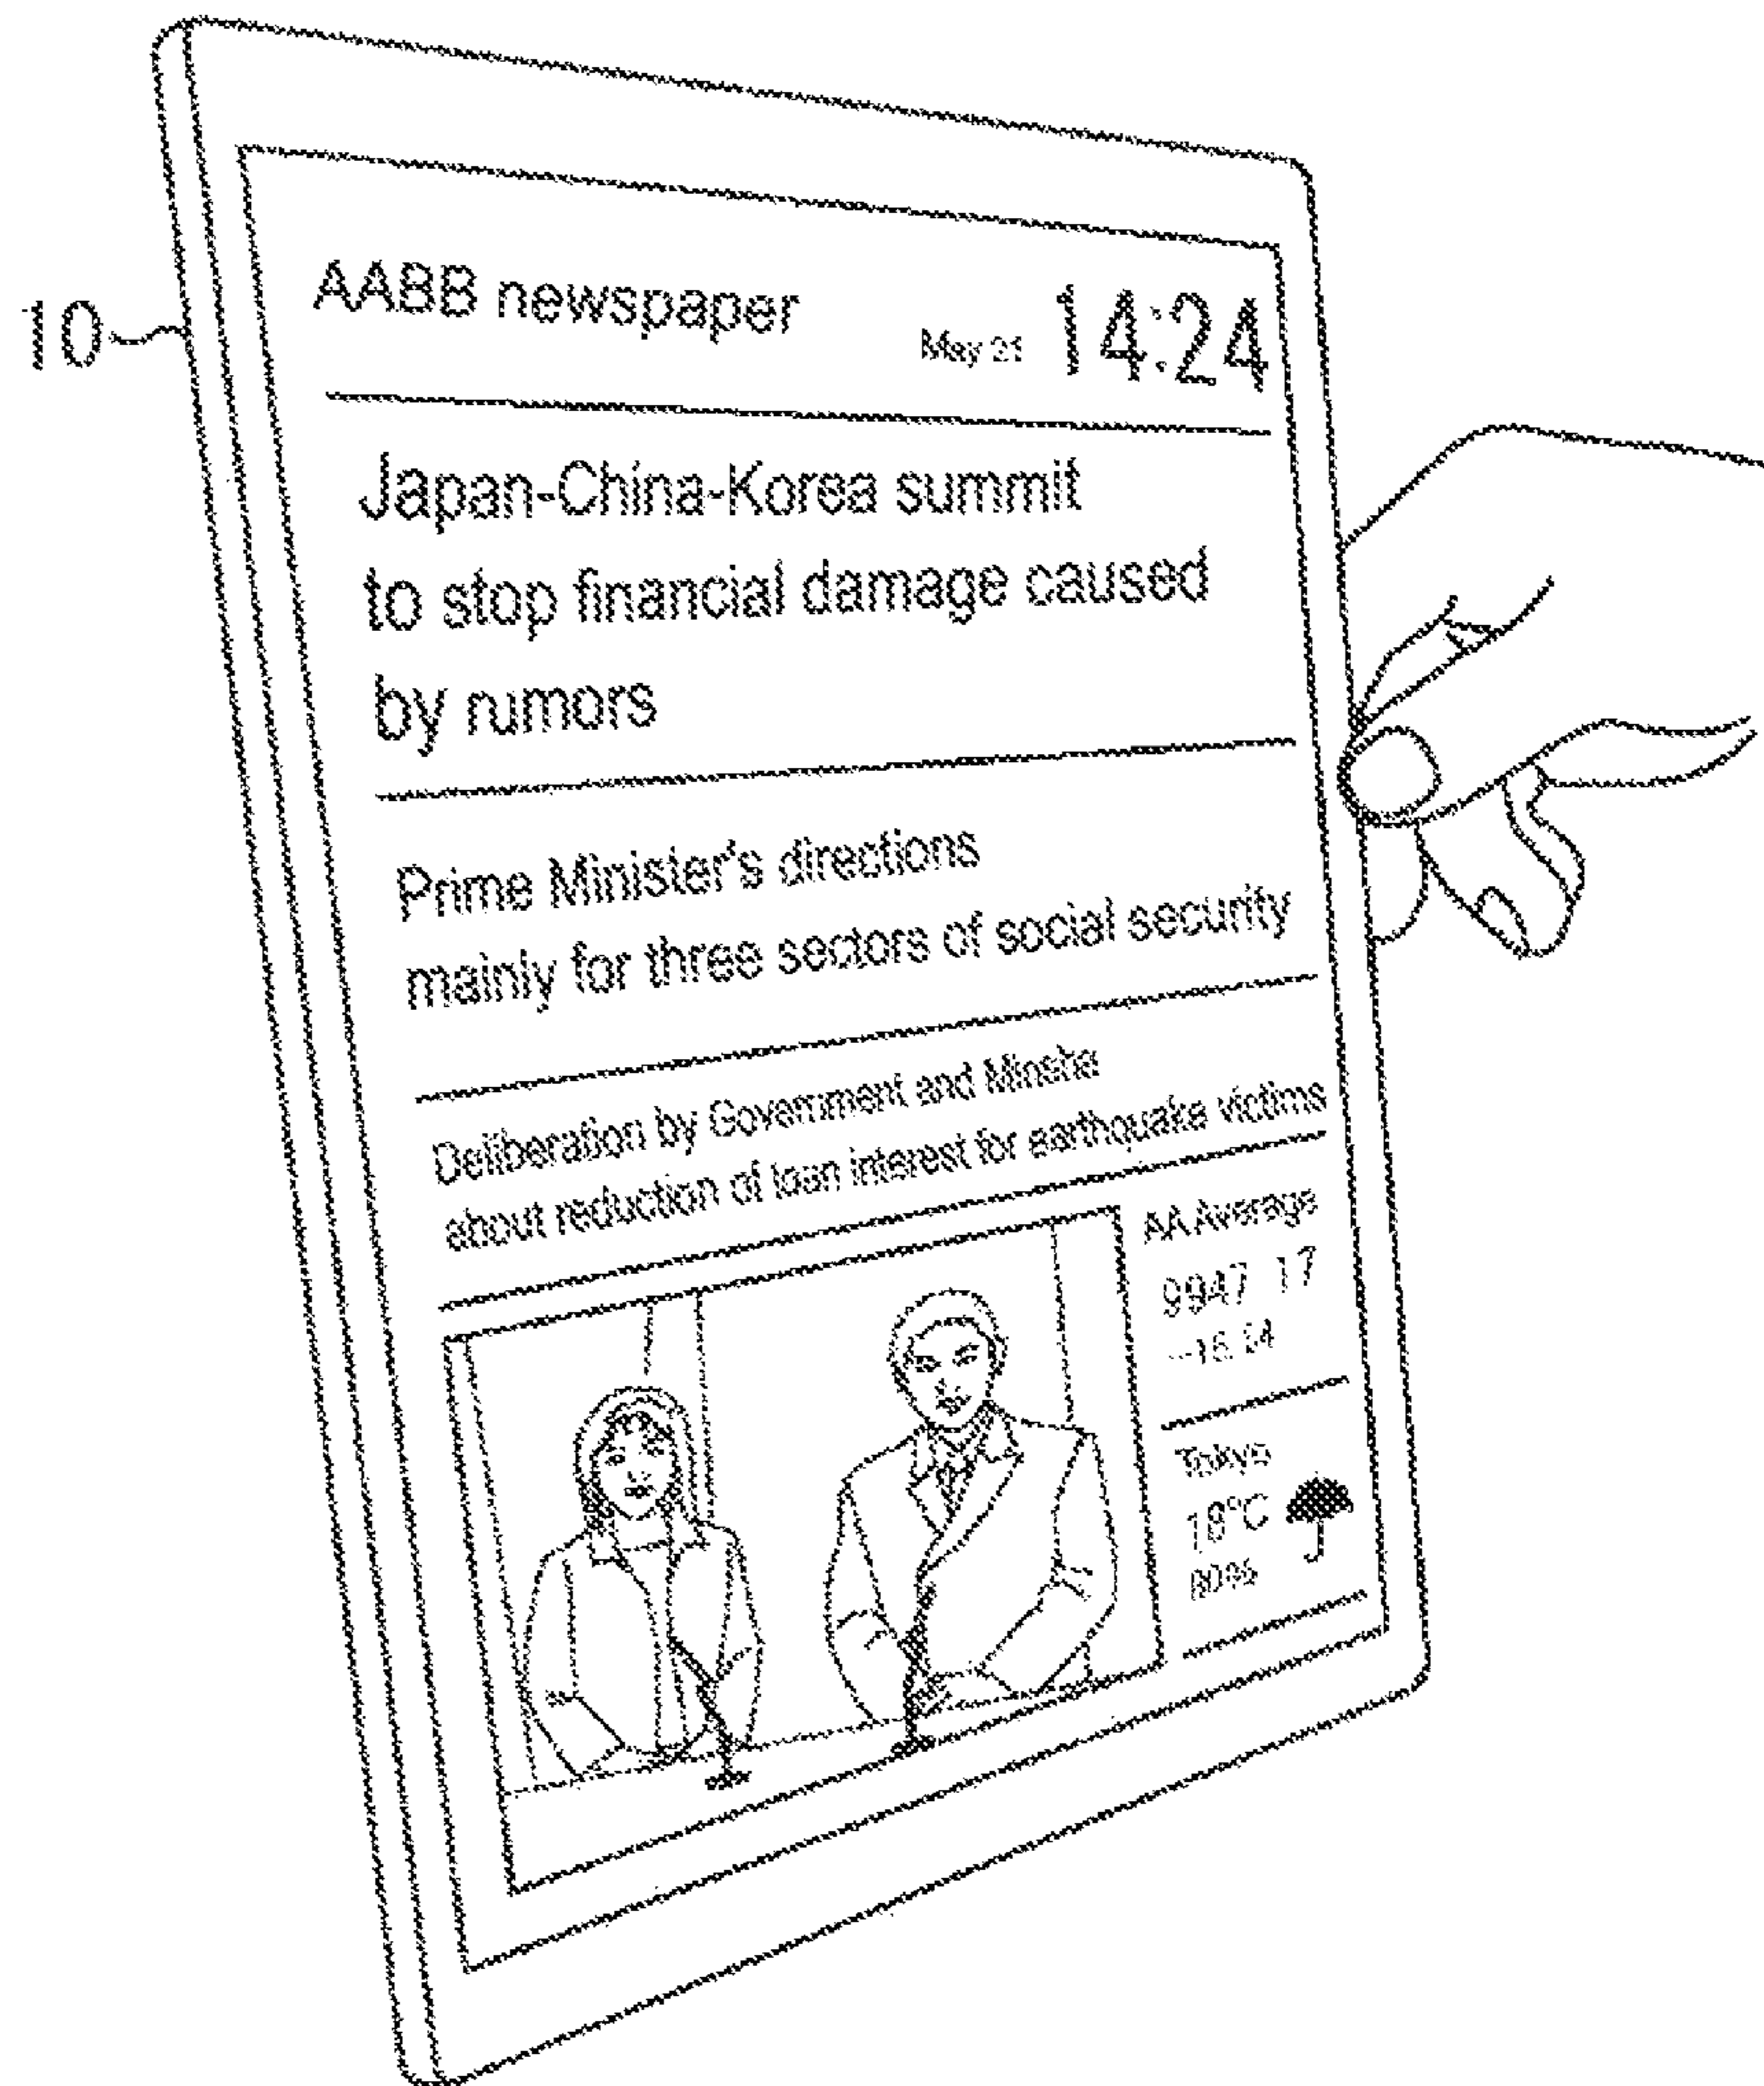 10
AABB newspaper
May 21 14:24
Japan-China-Korea summit
to stop financial damage caused
by rumors
Prime Minister's directions
mainly for three sectors of social security
Deliberation by Government and Minsha
about reduction of loan interest for earthquake victims
AA Average
9947 17
Tokyo
18°C